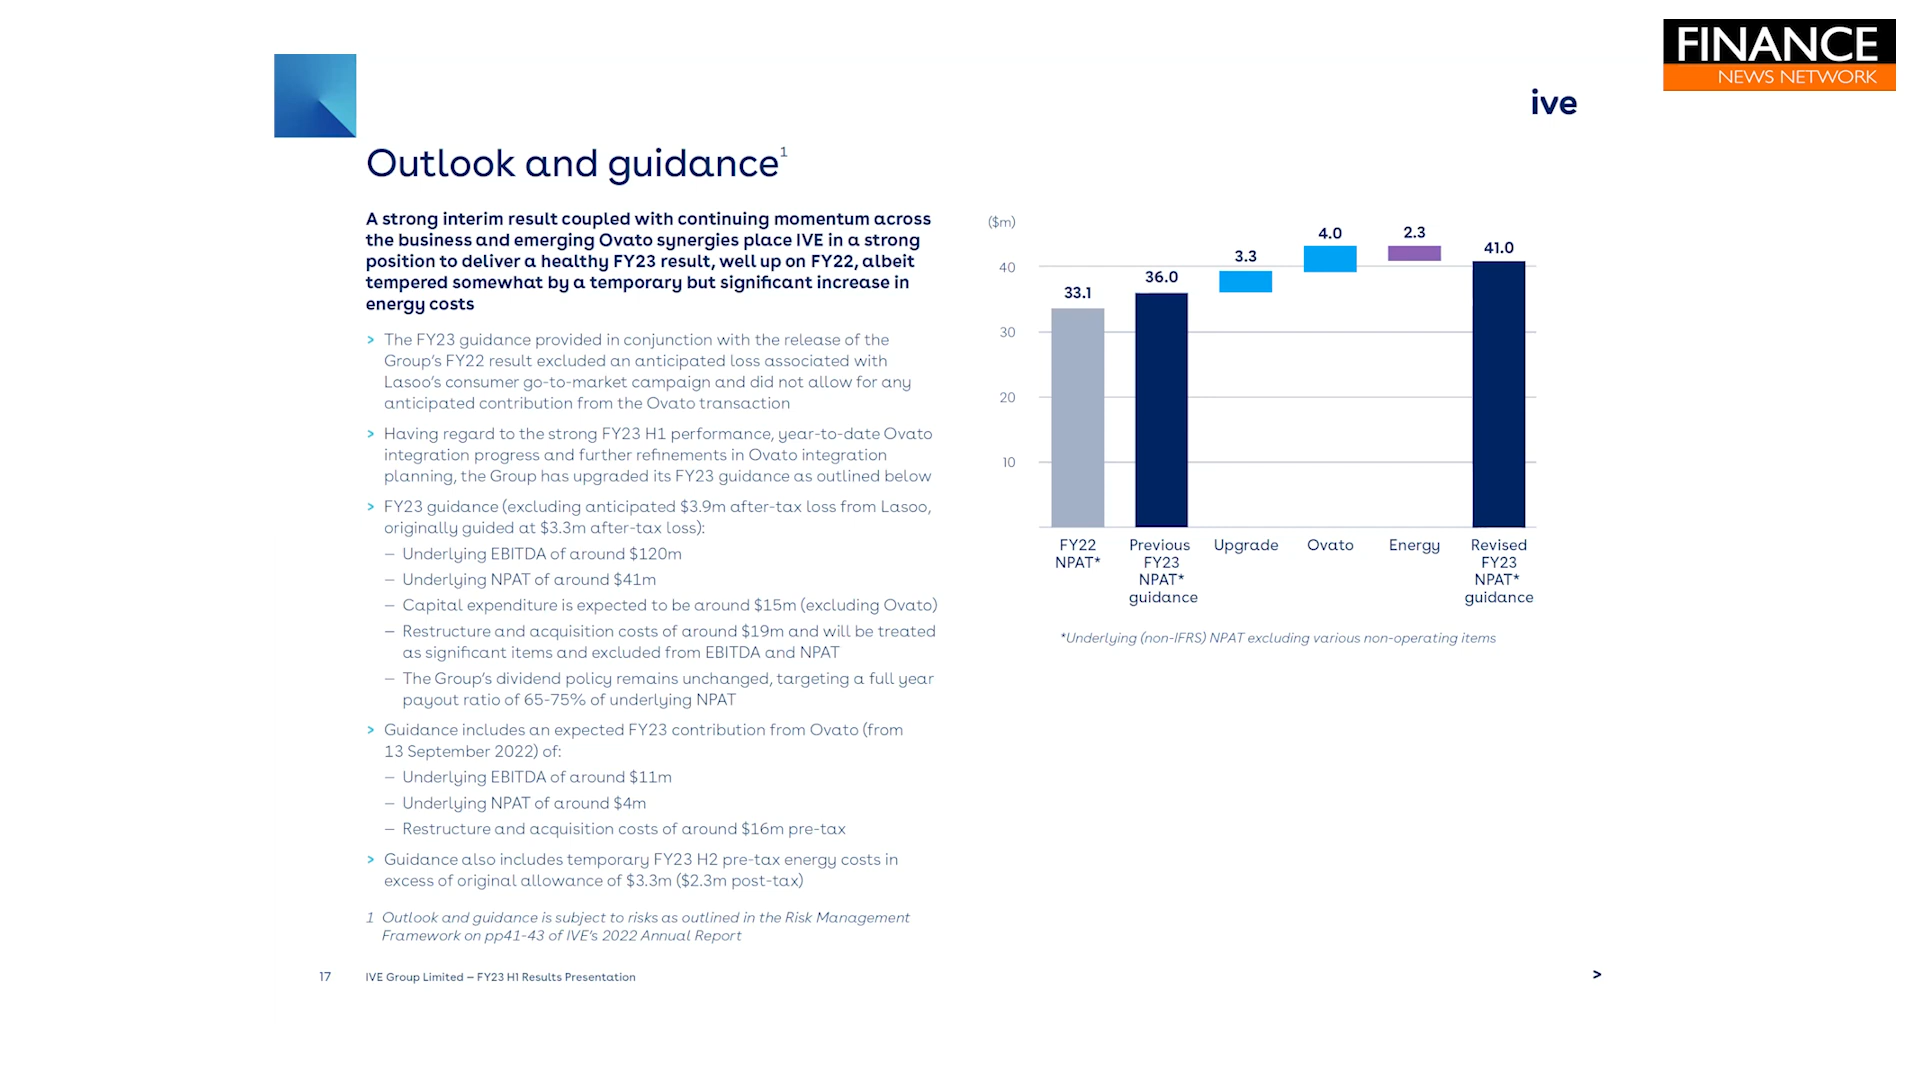 FINANCE
NEWS NETWORK
ive
Outlook and guidance¹
A strong interim result coupled with continuing momentum across
the business and emerging Ovato synergies place IVE in a strong
position to deliver a healthy FY23 result, well up on FY22, albeit
tempered somewhat by a temporary but significant increase in
energy costs
> The FY23 guidance provided in conjunction with the release of the
Group's FY22 result excluded an anticipated loss associated with
Lasoo's consumer go-to-market campaign and did not allow for any
anticipated contribution from the Ovato transaction
> Having regard to the strong FY23 H1 performance, year-to-date Ovato
integration progress and further refinements in Ovato integration
planning, the Group has upgraded its FY23 guidance as outlined below
> FY23 guidance (excluding anticipated $3.9m after-tax loss from Lasoo,
originally guided at $3.3m after-tax loss):
– Underlying EBITDA of around $120m
– Underlying NPAT of around $41m
– Capital expenditure is expected to be around $15m (excluding Ovato)
– Restructure and acquisition costs of around $19m and will be treated
as significant items and excluded from EBITDA and NPAT
– The Group's dividend policy remains unchanged, targeting a full year
payout ratio of 65-75% of underlying NPAT
> Guidance includes an expected FY23 contribution from Ovato (from
13 September 2022) of:
– Underlying EBITDA of around $11m
– Underlying NPAT of around $4m
– Restructure and acquisition costs of around $16m pre-tax
> Guidance also includes temporary FY23 H2 pre-tax energy costs in
excess of original allowance of $3.3m ($2.3m post-tax)
1 Outlook and guidance is subject to risks as outlined in the Risk Management
Framework on pp41-43 of IVE's 2022 Annual Report
($m)
40
30
20
10
33.1
36.0
3.3
4.0
2.3
41.0
FY22
NPAT*
Previous
FY23
NPAT*
guidance
Upgrade
Ovato
Energy
Revised
FY23
NPAT*
guidance
*Underlying (non-IFRS) NPAT excluding various non-operating items
17 IVE Group Limited – FY23 H1 Results Presentation
>